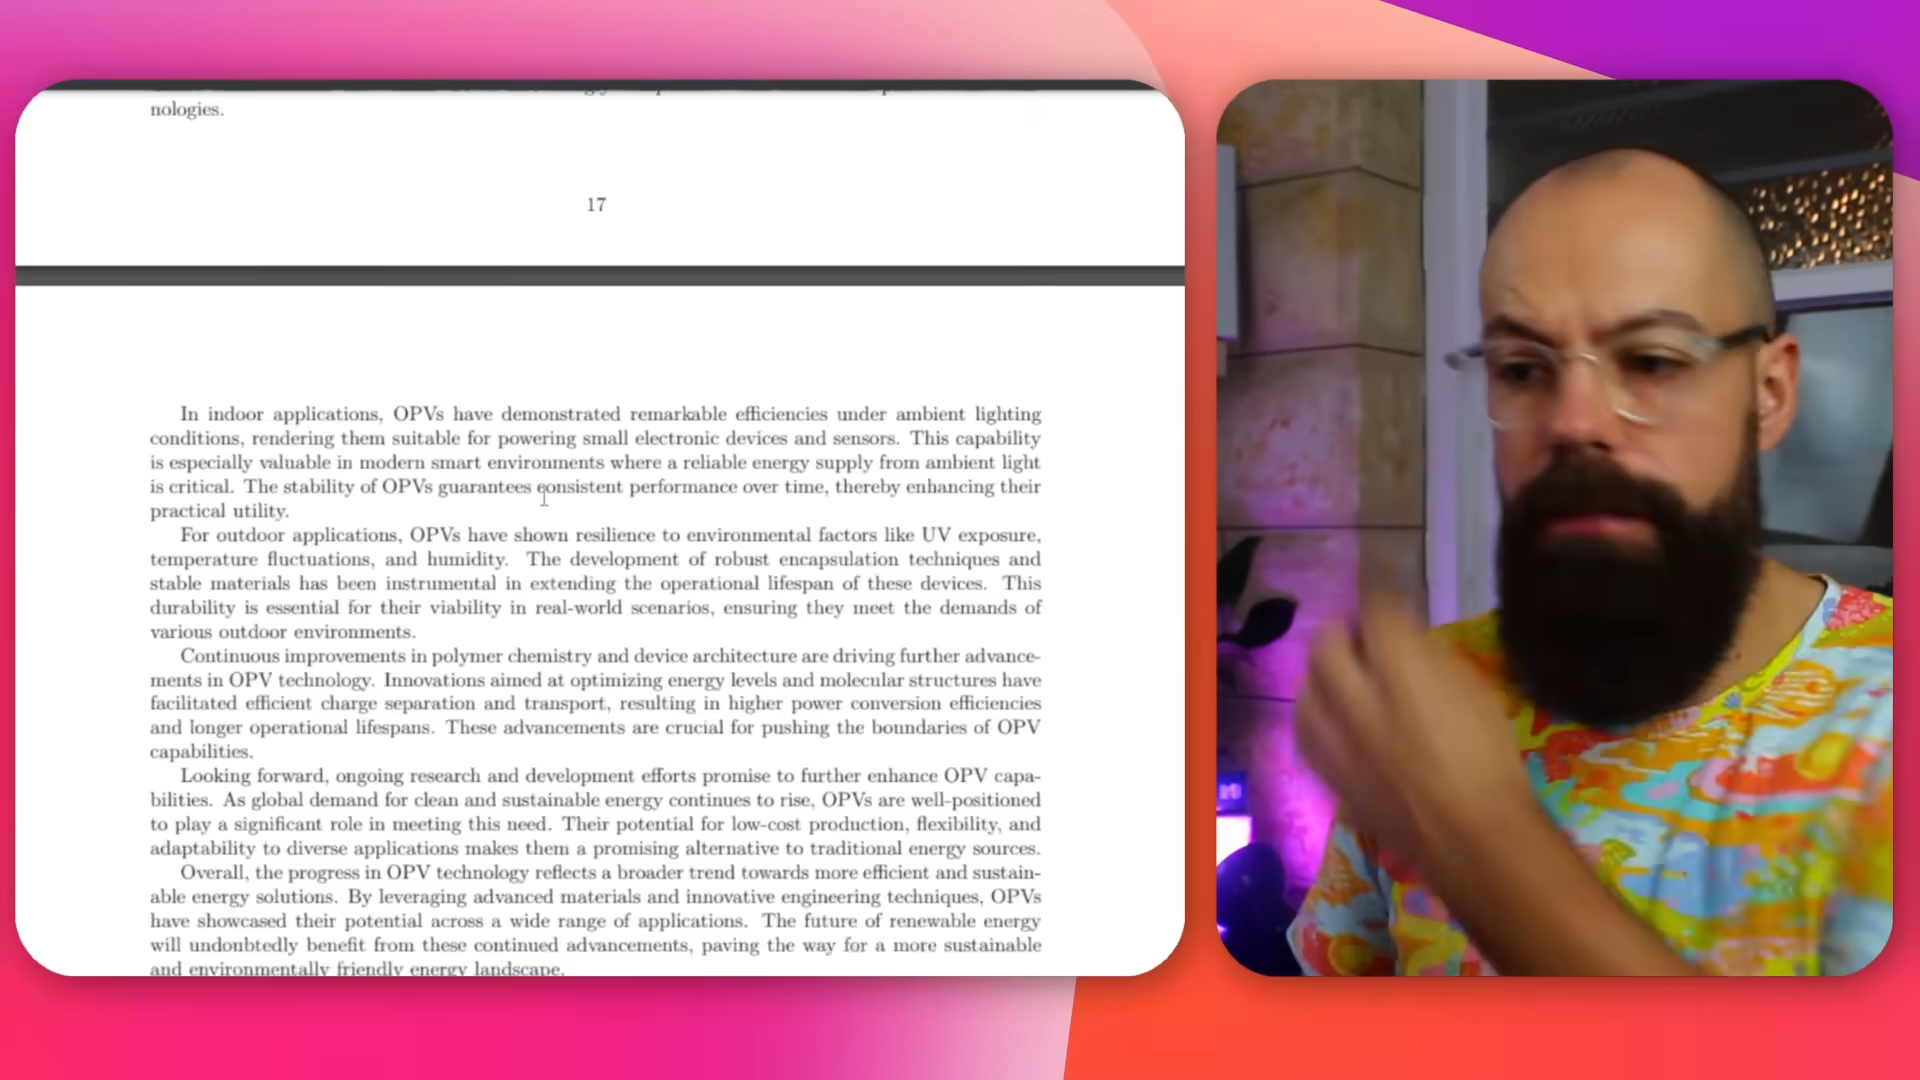 nologies.
17
In indoor applications, OPVs have demonstrated remarkable efficiencies under ambient lighting
conditions, rendering them suitable for powering small electronic devices and sensors. This capability
is especially valuable in modern smart environments where a reliable energy supply from ambient light
is critical. The stability of OPVs guarantees consistent performance over time, thereby enhancing their
practical utility.
For outdoor applications, OPVs have shown resilience to environmental factors like UV exposure,
temperature fluctuations, and humidity. The development of robust encapsulation techniques and
stable materials has been instrumental in extending the operational lifespan of these devices. This
durability is essential for their viability in real-world scenarios, ensuring they meet the demands of
various outdoor environments.
Continuous improvements in polymer chemistry and device architecture are driving further advance-
ments in OPV technology. Innovations aimed at optimizing energy levels and molecular structures have
facilitated efficient charge separation and transport, resulting in higher power conversion efficiencies
and longer operational lifespans. These advancements are crucial for pushing the boundaries of OPV
capabilities.
Looking forward, ongoing research and development efforts promise to further enhance OPV capa-
bilities. As global demand for clean and sustainable energy continues to rise, OPVs are well-positioned
to play a significant role in meeting this need. Their potential for low-cost production, flexibility, and
adaptability to diverse applications makes them a promising alternative to traditional energy sources.
Overall, the progress in OPV technology reflects a broader trend towards more efficient and sustain-
able energy solutions. By leveraging advanced materials and innovative engineering techniques, OPVs
have showcased their potential across a wide range of applications. The future of renewable energy
will undoubtedly benefit from these continued advancements, paving the way for a more sustainable
and environmentally friendly energy landscape.